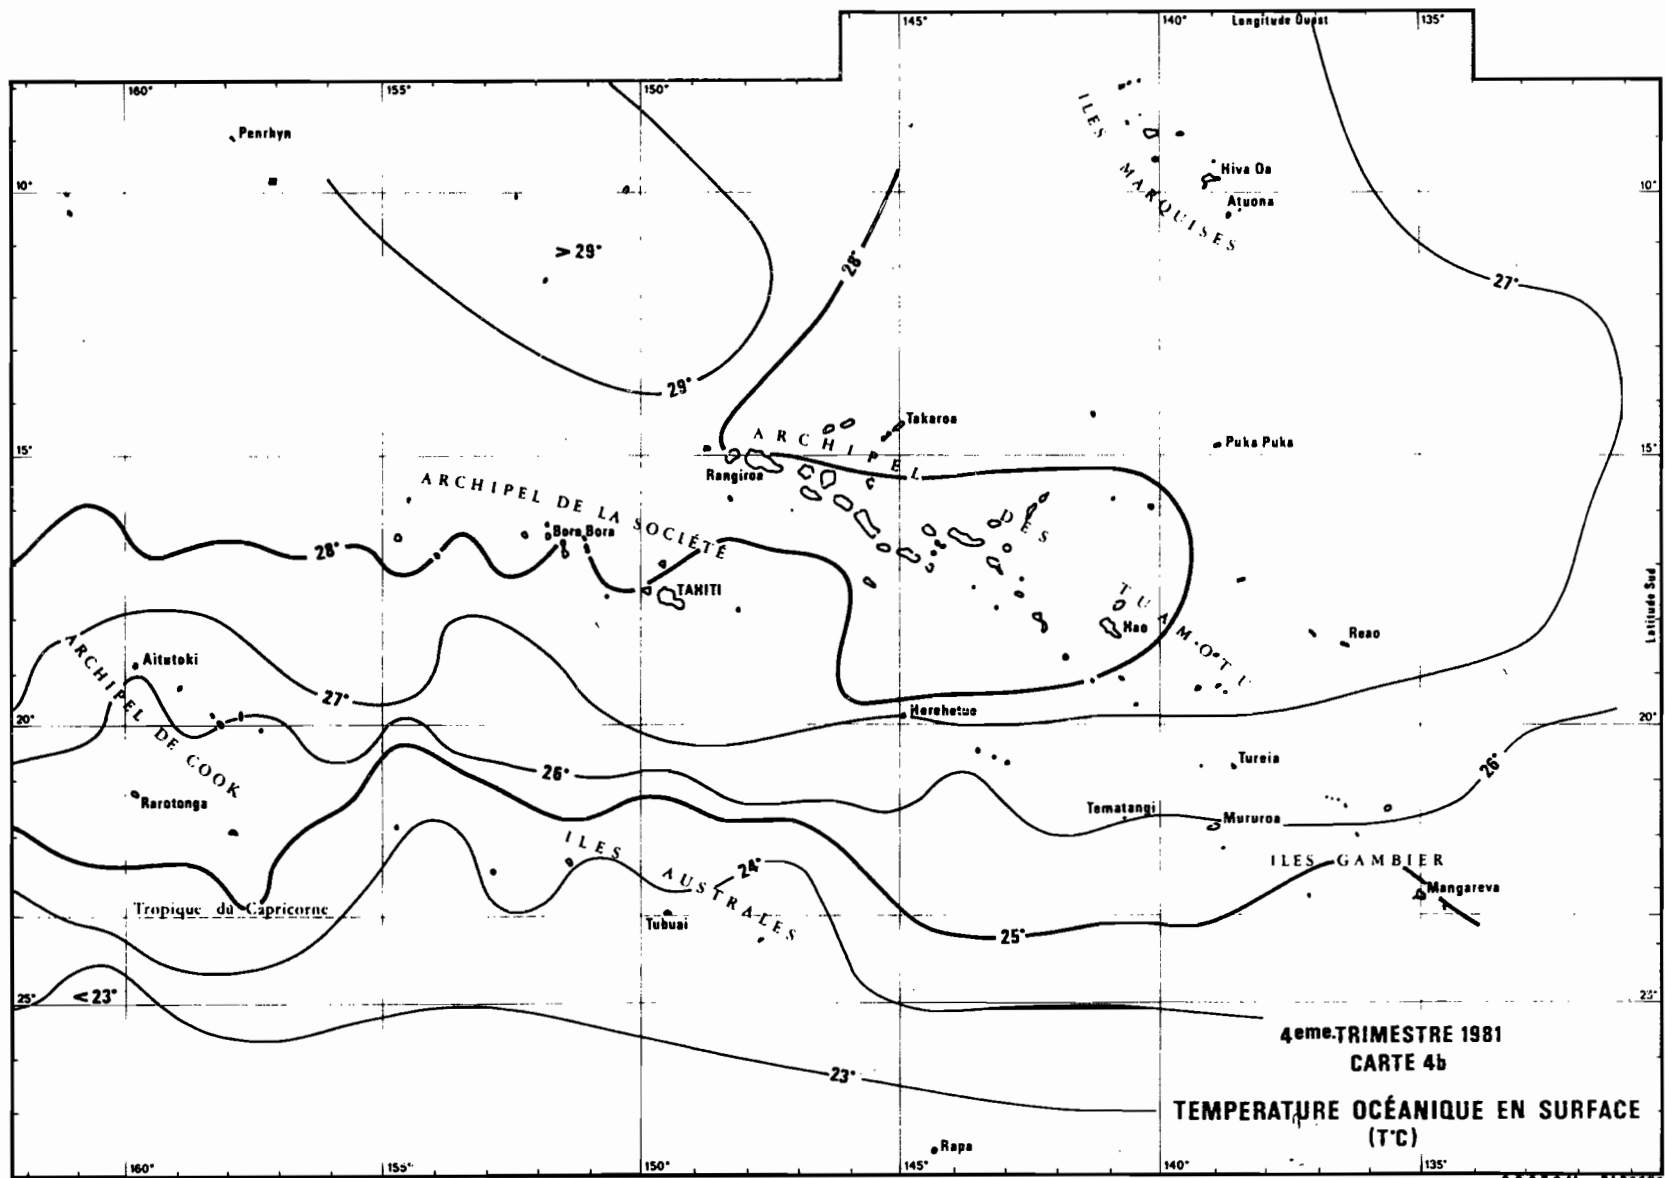 145° 140° Longitude Ouest 135°
160° 155° 150°
Penrhyn
ILES MARQUISES
Hiva Oa
10° 10°
Atuona
> 29°
28°
27°
29°
Takaroa
ARCHIPEL DES TUAMOTU
Puka Puka
15° 15°
Rangiroa
ARCHIPEL DE LA SOCIÉTÉ
Bora Bora
28°
TAHITI
Latitude Sud
Hao
Reao
ARCHIPEL DE COOK
Aitutoki
27°
Herehetue
20° 20°
26°
Tureia
26°
Rarotonga
Tematangi
Mururoa
ILES AUSTRALES
ILES GAMBIER
24°
Mangareva
Tropique du Capricorne
Tubuai
25°
<23°
25° 25°
4eme.TRIMESTRE 1981
CARTE 4b
23°
TEMPERATURE OCÉANIQUE EN SURFACE
(T°C)
Rapa
160° 155° 150° 145° 140° 135°